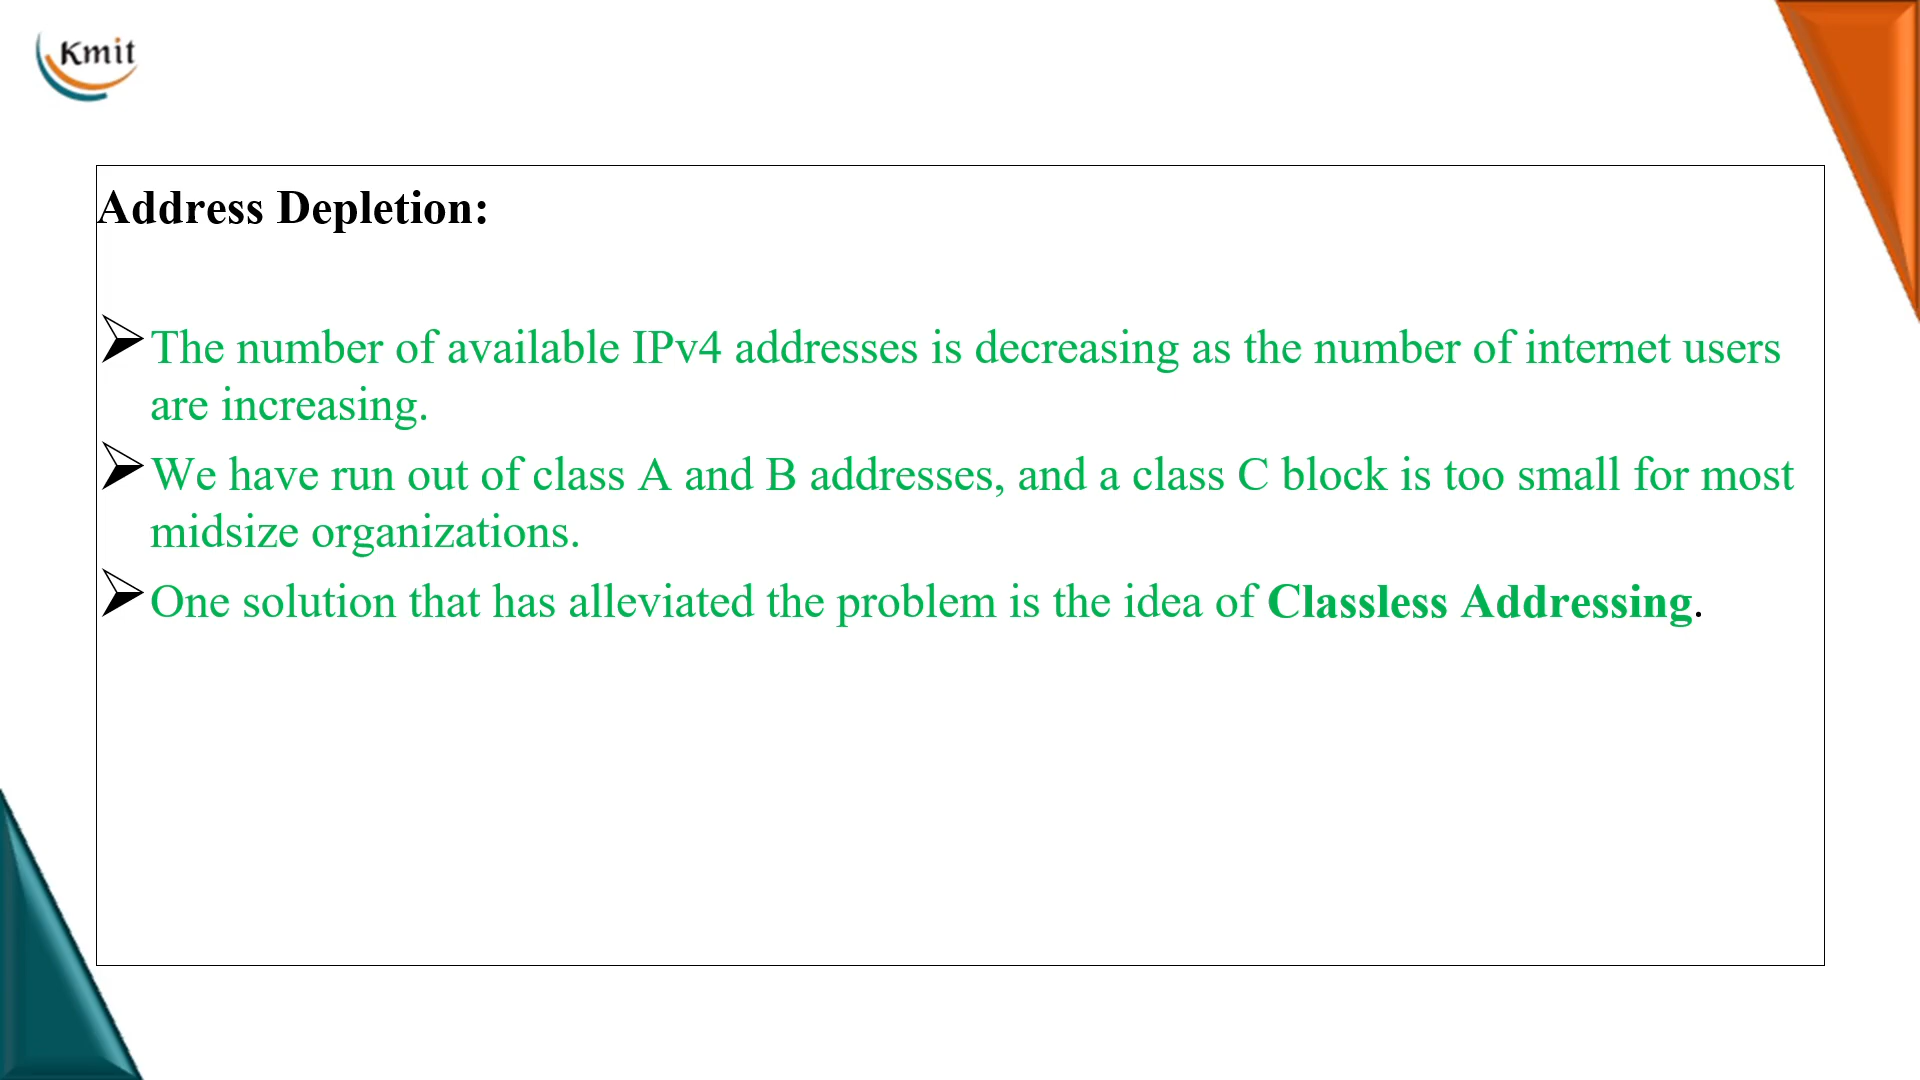 Kmit
Address Depletion:
The number of available IPv4 addresses is decreasing as the number of internet users
are increasing.
We have run out of class A and B addresses, and a class C block is too small for most
midsize organizations.
One solution that has alleviated the problem is the idea of Classless Addressing.